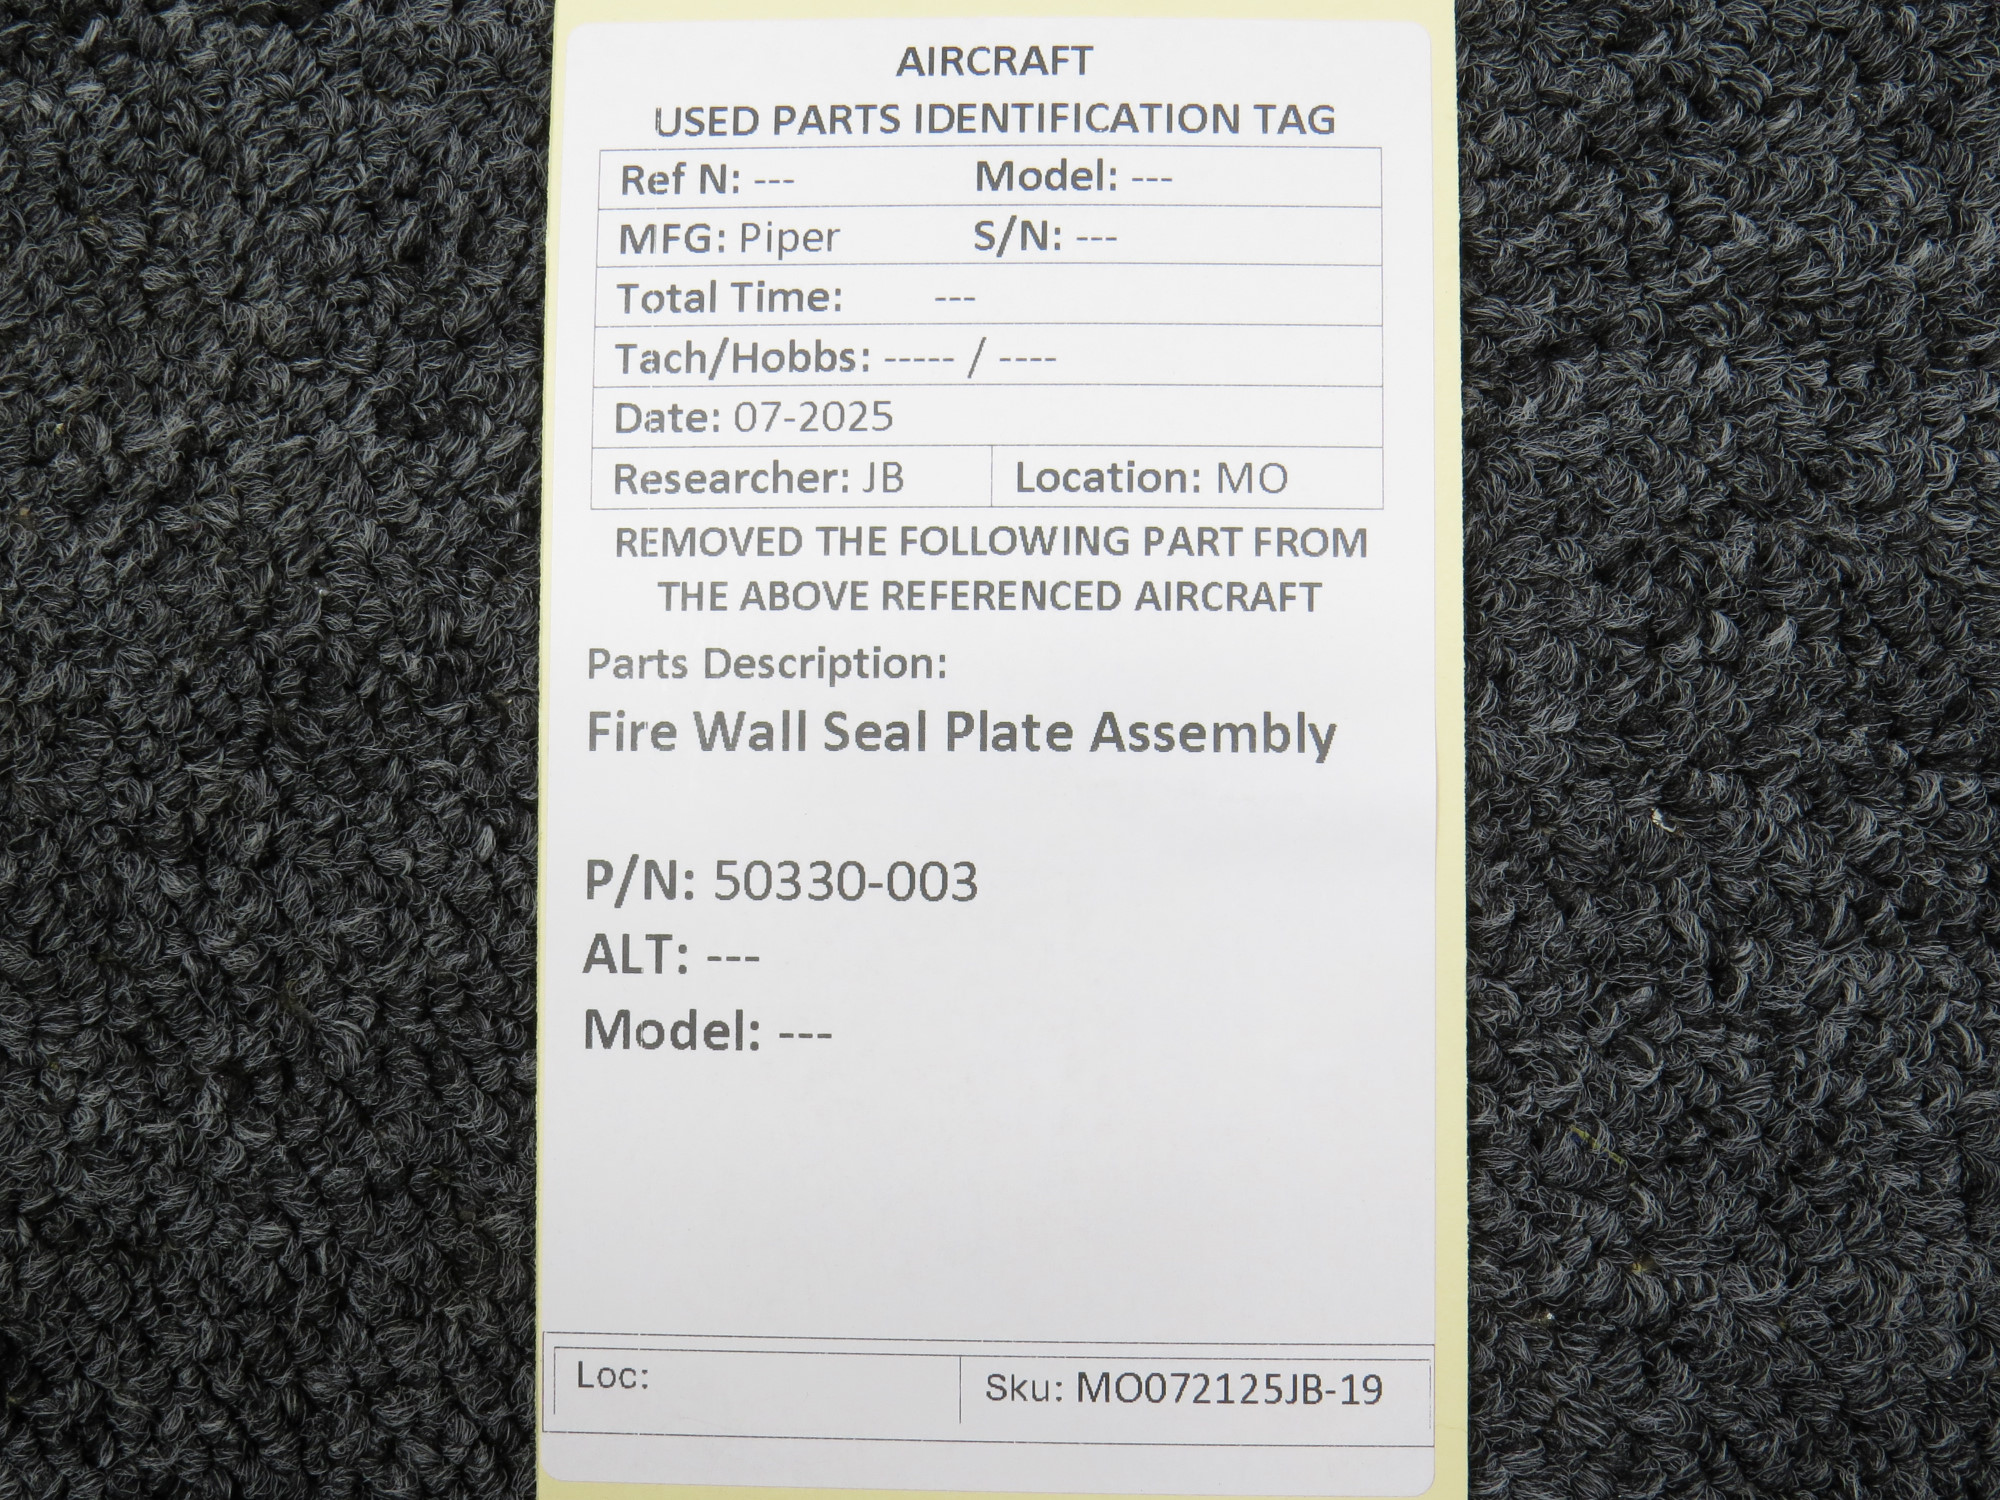 AIRCRAFT
USED PARTS IDENTIFICATION TAG
Ref N: --- Model: ---
MFG: Piper S/N: ---
Total Time: ---
Tach/Hobbs: ----- / ----
Date: 07-2025
Researcher: JB Location: MO
REMOVED THE FOLLOWING PART FROM
THE ABOVE REFERENCED AIRCRAFT
Parts Description:
Fire Wall Seal Plate Assembly
P/N: 50330-003
ALT: ---
Model: ---
Loc: Sku: MO072125JB-19